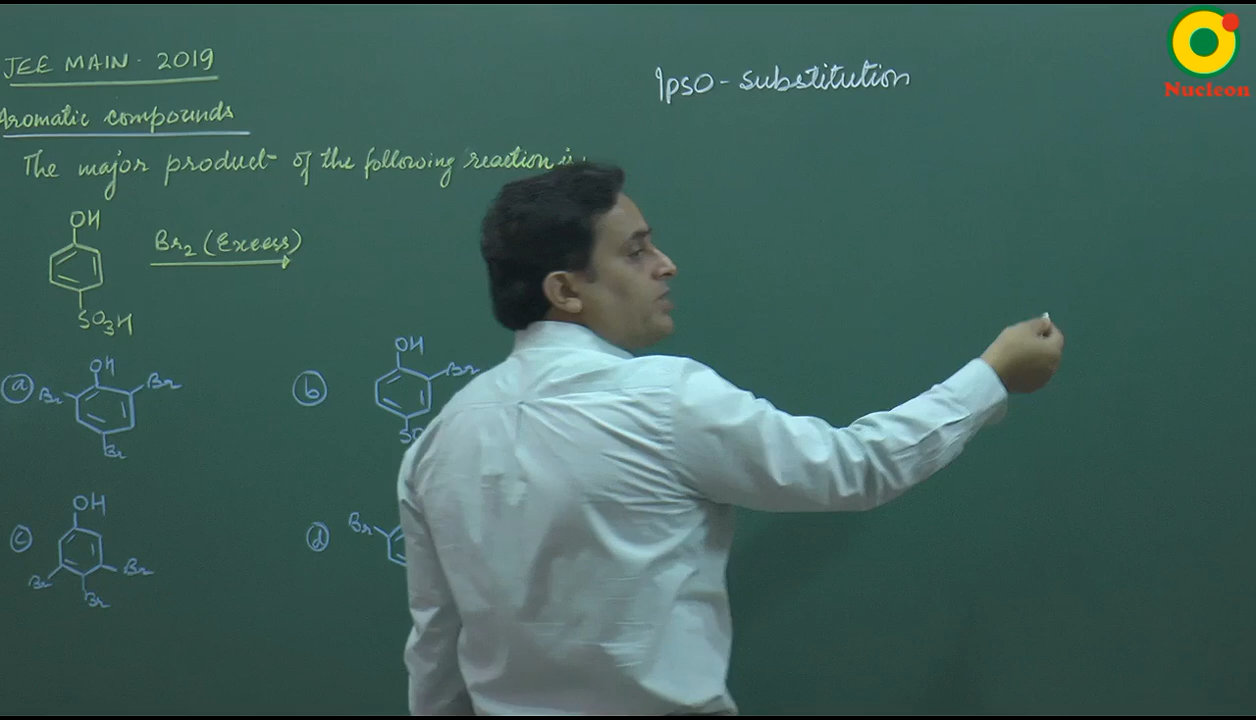 JEE MAIN - 2019
Aromatic compounds
The major product of the following reaction is
Ipso-substitution
Nucleon
OH
Br2 (Excess)
SO3H
(a) OH Br Br Br
(b) OH Br
(c) OH Br Br Br
(d) Br